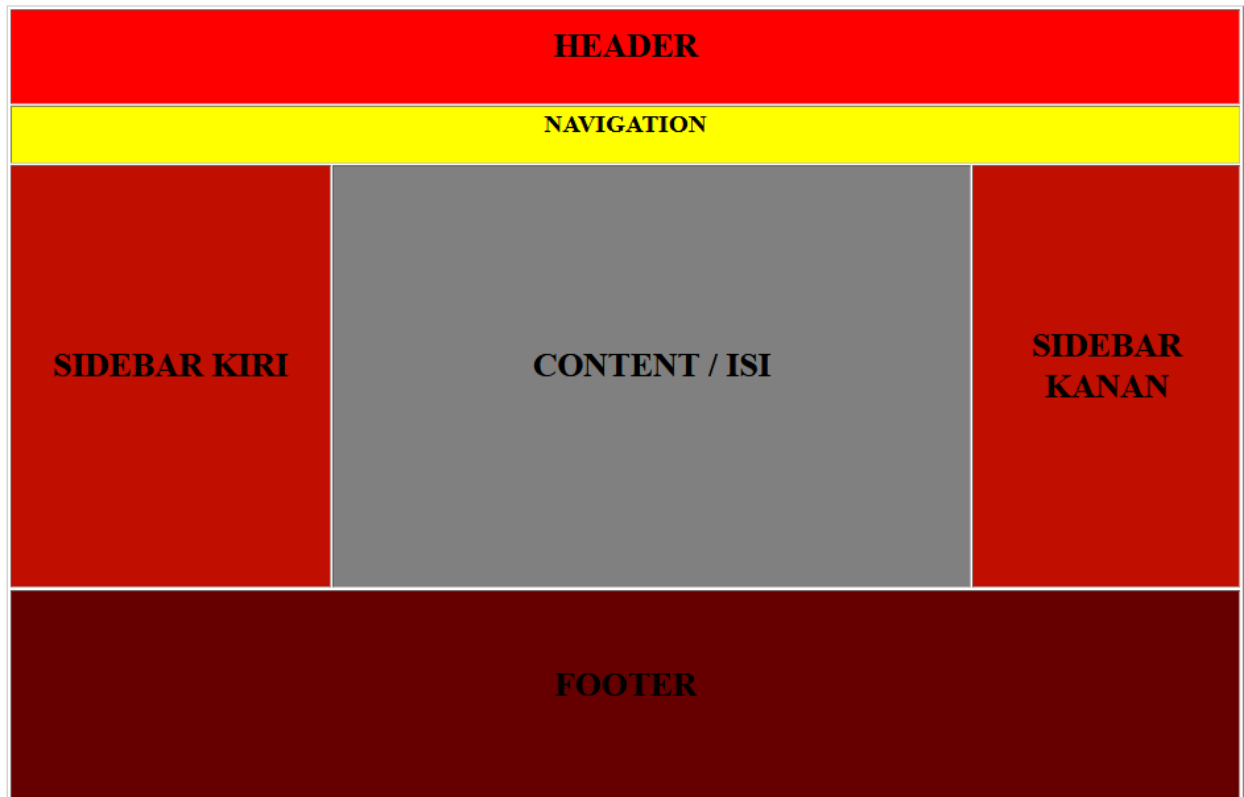 HEADER
NAVIGATION
SIDEBAR KIRI
CONTENT / ISI
SIDEBAR
KANAN
FOOTER